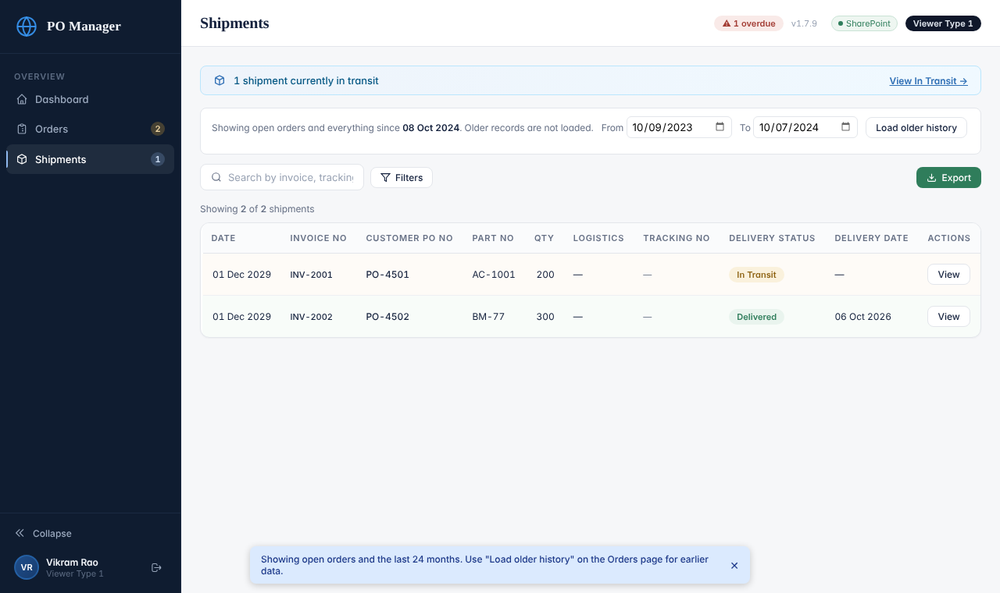 PO Manager
OVERVIEW
Dashboard
Orders 2
Shipments 1
Collapse
VR
Vikram Rao
Viewer Type 1
Shipments
1 overdue v1.7.9 SharePoint Viewer Type 1
1 shipment currently in transit View In Transit →
Showing open orders and everything since 08 Oct 2024. Older records are not loaded. From 10/09/2023 To 10/07/2024 Load older history
Search by invoice, trackin Filters Export
Showing 2 of 2 shipments
DATE INVOICE NO CUSTOMER PO NO PART NO QTY LOGISTICS TRACKING NO DELIVERY STATUS DELIVERY DATE ACTIONS
01 Dec 2029 INV-2001 PO-4501 AC-1001 200 — — In Transit — View
01 Dec 2029 INV-2002 PO-4502 BM-77 300 — — Delivered 06 Oct 2026 View
Showing open orders and the last 24 months. Use "Load older history" on the Orders page for earlier
data.